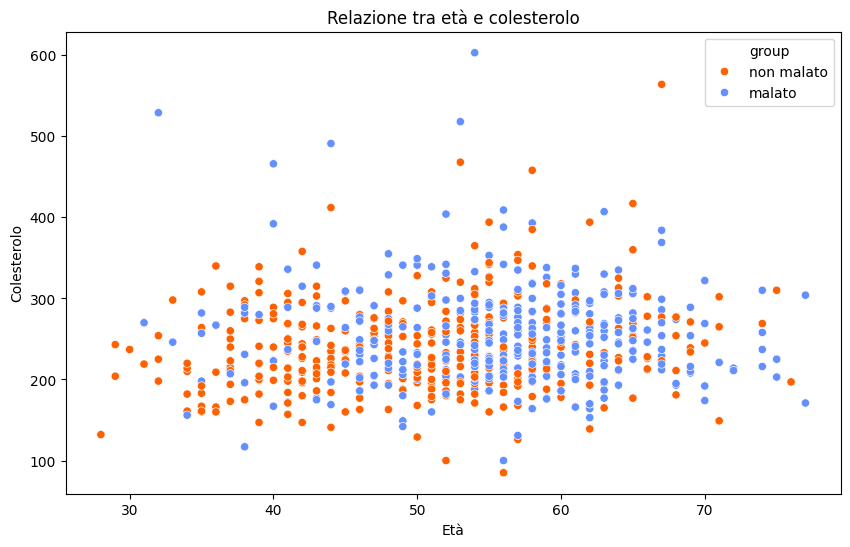 Relazione tra età e colesterolo
group
non malato
malato
Colesterolo
600
500
400
300
200
100
30
40
50
60
70
Età